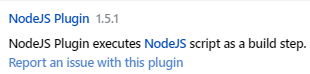 NodeJS Plugin 1.5.1
NodeJS Plugin executes NodeJS script as a build step.
Report an issue with this plugin